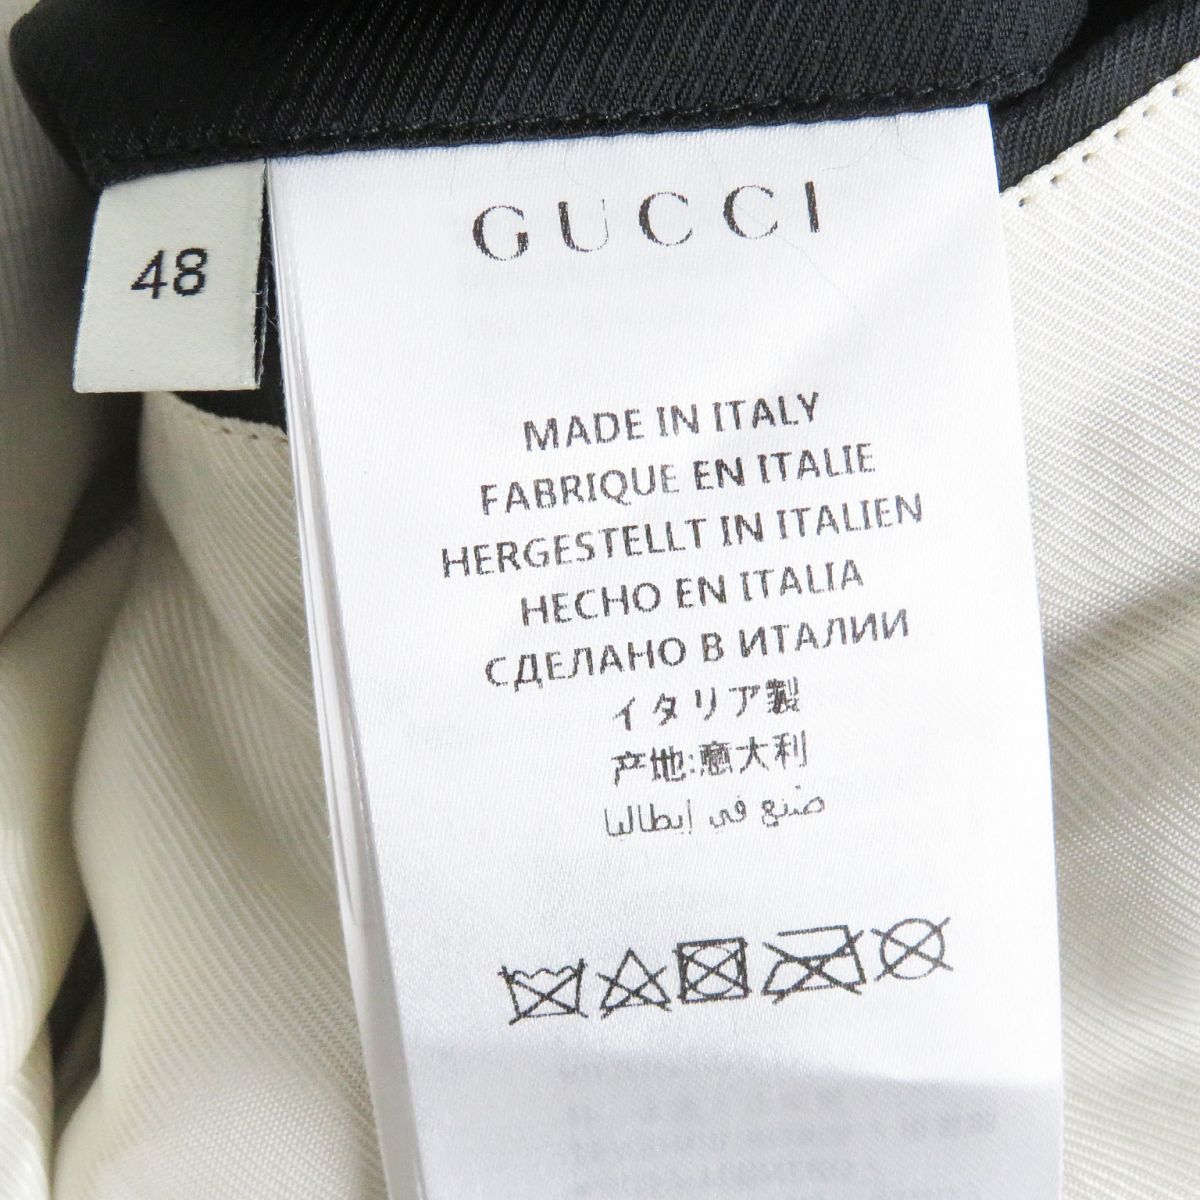 48
GUCCI
MADE IN ITALY
FABRIQUE EN ITALIE
HERGESTELLT IN ITALIEN
HECHO EN ITALIA
СДЕЛАНО В ИТАЛИИ
イタリア製
产地:意大利
صنع في إيطاليا